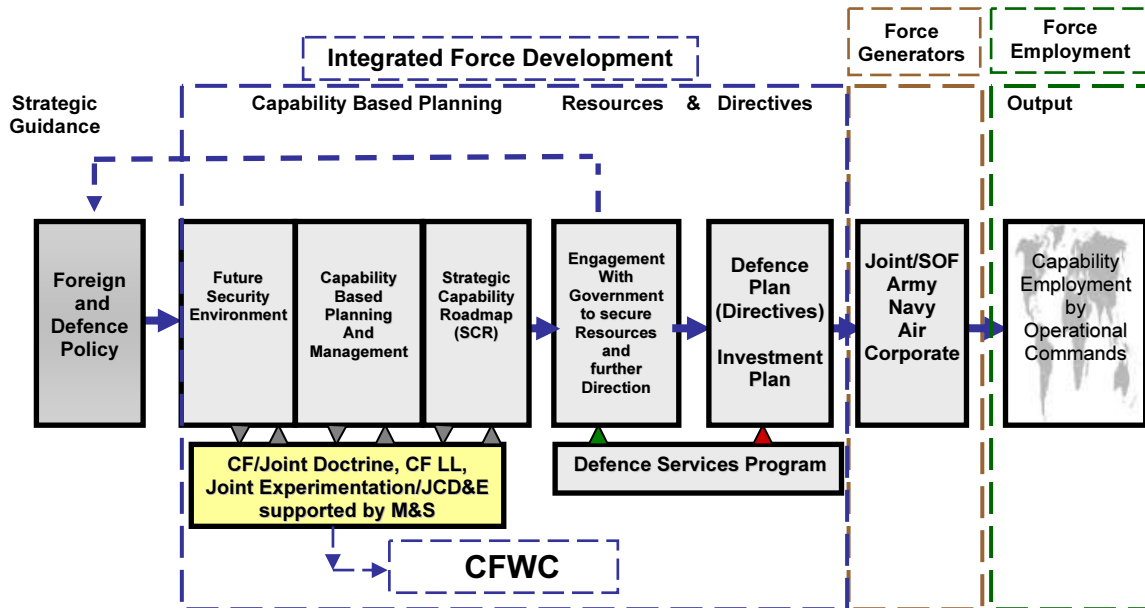 Integrated Force Development
Force
Generators
Force
Employment
Strategic
Guidance
Capability Based Planning
Resources & Directives
Output
Foreign
and
Defence
Policy
Future
Security
Environment
Capability
Based
Planning
And
Management
Strategic
Capability
Roadmap
(SCR)
Engagement
With
Government
to secure
Resources
and
further
Direction
Defence
Plan
(Directives)
Investment
Plan
Joint/SOF
Army
Navy
Air
Corporate
Capability
Employment
by
Operational
Commands
CF/Joint Doctrine, CF LL,
Joint Experimentation/JCD&E
supported by M&S
Defence Services Program
CFWC